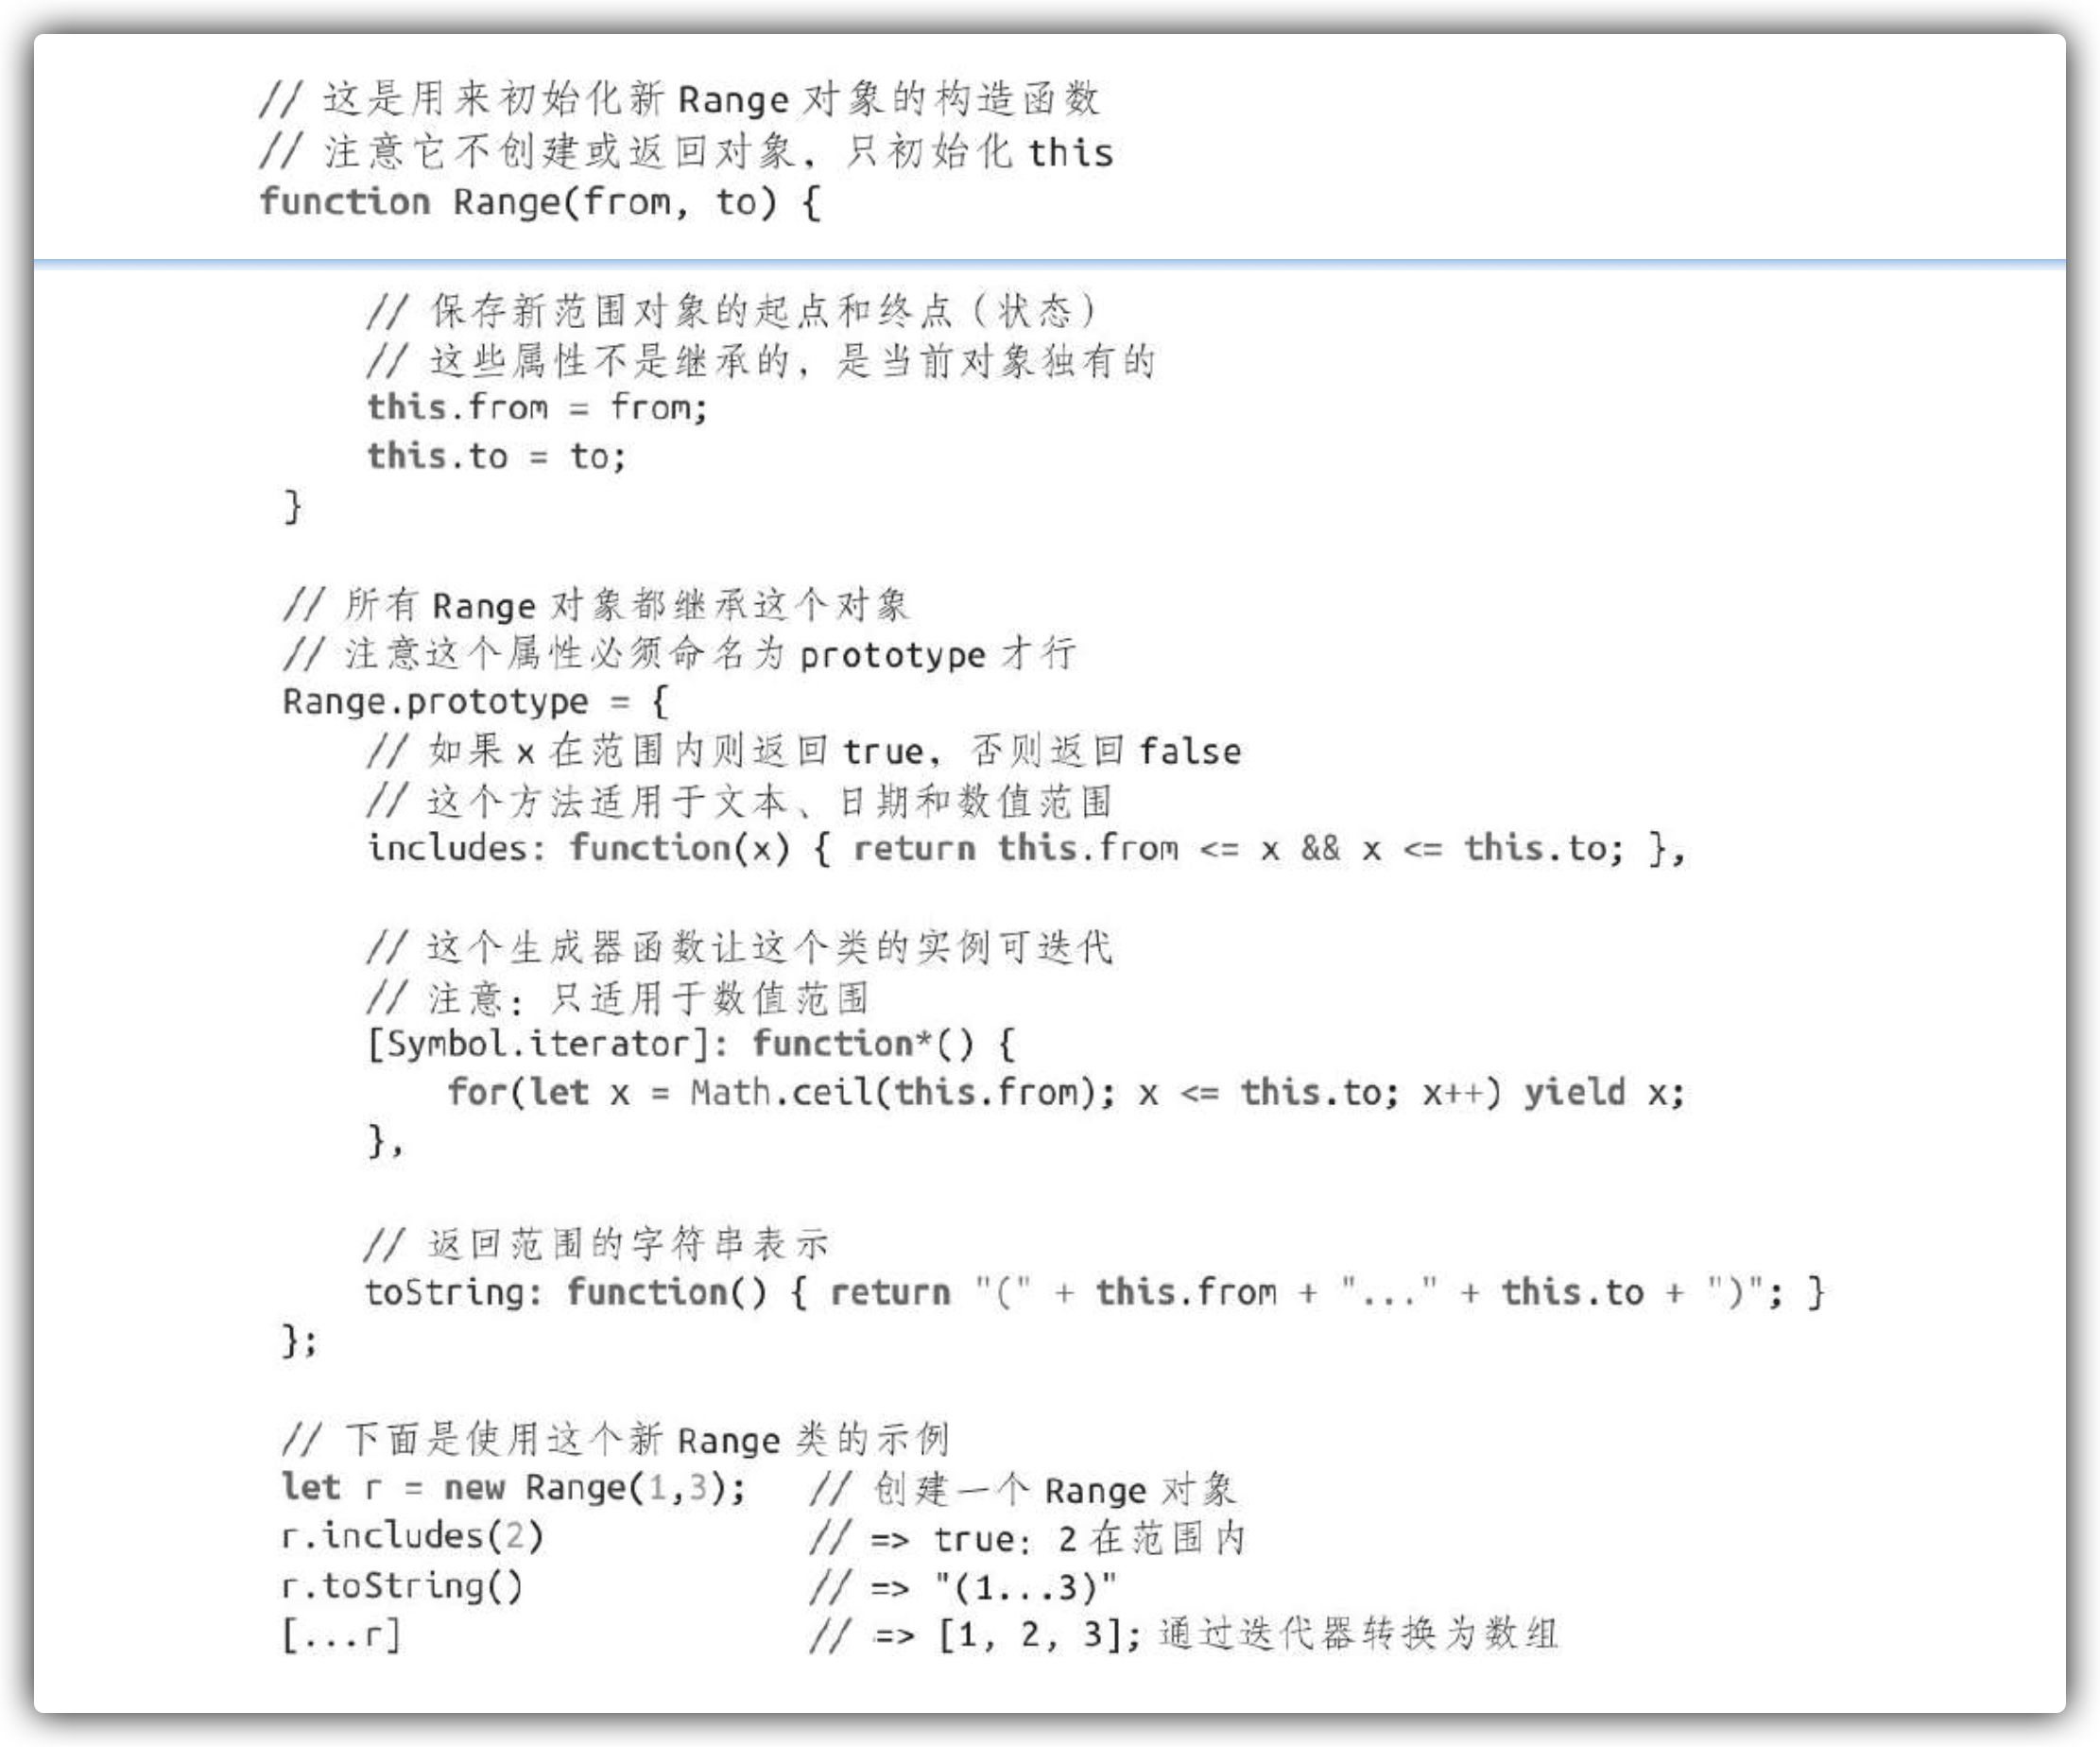 // 这是用来初始化新 Range 对象的构造函数
// 注意它不创建或返回对象，只初始化 this
function Range(from, to) {
// 保存新范围对象的起点和终点（状态）
// 这些属性不是继承的，是当前对象独有的
this.from = from;
this.to = to;
}
// 所有 Range 对象都继承这个对象
// 注意这个属性必须命名为 prototype 才行
Range.prototype = {
// 如果 x 在范围内则返回 true，否则返回 false
// 这个方法适用于文本、日期和数值范围
includes: function(x) { return this.from <= x && x <= this.to; },
// 这个生成器函数让这个类的实例可迭代
// 注意：只适用于数值范围
[Symbol.iterator]: function*() {
for(let x = Math.ceil(this.from); x <= this.to; x++) yield x;
},
// 返回范围的字符串表示
toString: function() { return "(" + this.from + "..." + this.to + ")"; }
};
// 下面是使用这个新 Range 类的示例
let r = new Range(1,3); // 创建一个 Range 对象
r.includes(2) // => true: 2 在范围内
r.toString() // => "(1...3)"
[...r] // => [1, 2, 3]; 通过迭代器转换为数组